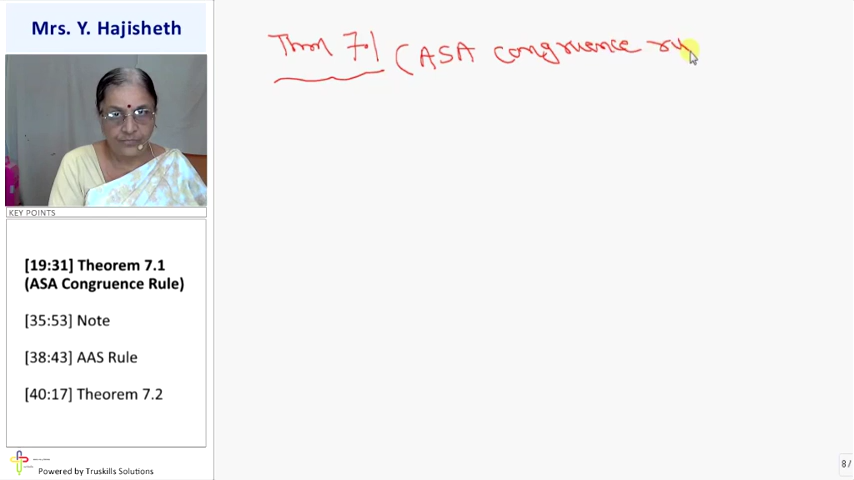 Mrs. Y. Hajisheth
Thm 7.1 (ASA congruence ru
KEY POINTS
[19:31] Theorem 7.1
(ASA Congruence Rule)
[35:53] Note
[38:43] AAS Rule
[40:17] Theorem 7.2
Powered by Truskills Solutions
8/